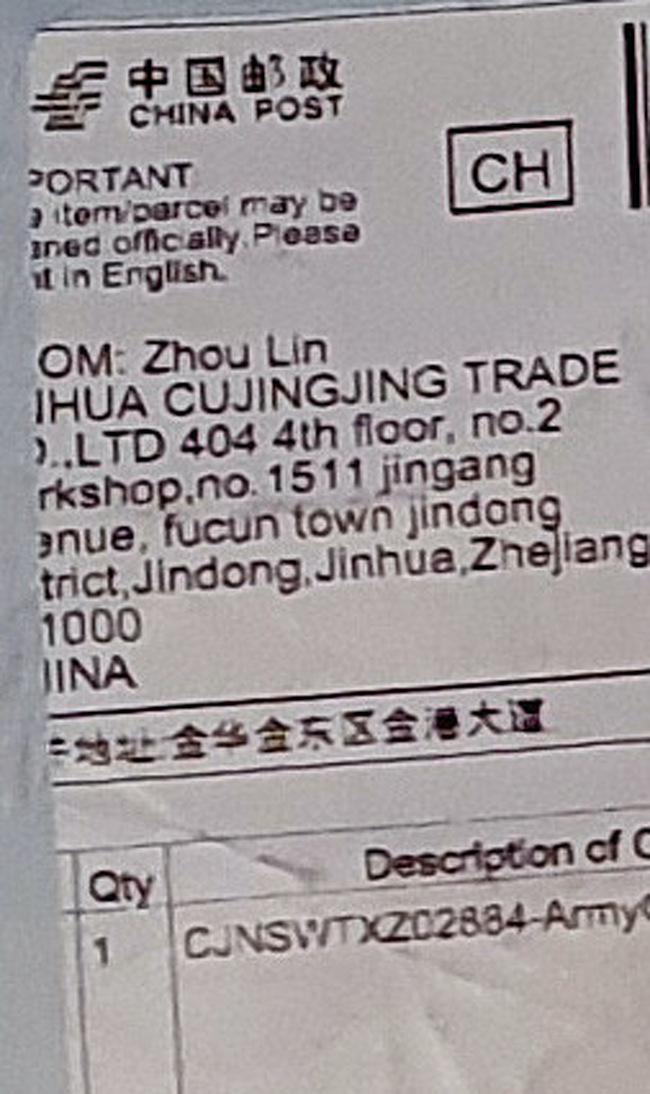 中国邮政
CHINA POST
CH
PORTANT
item/parcel may be
ned officially. Please
t in English.
OM: Zhou Lin
IHUA CUJINGJING TRADE
.,LTD 404 4th floor, no.2
rkshop,no.1511 jingang
enue, fucun town jindong
trict,Jindong,Jinhua,Zhejiang
1000
INA
地址:金华金东区金港大道
Qty
Description of
1
CJNSWTXZ02884-Army